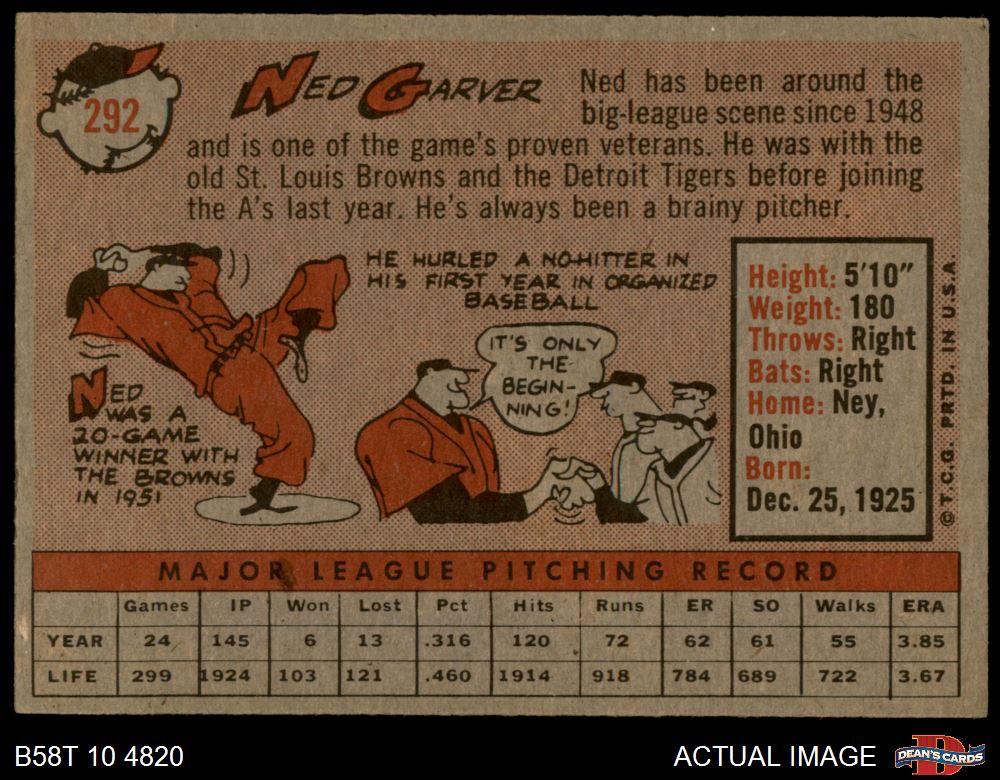 292
NED GARVER
Ned has been around the
big-league scene since 1948
and is one of the game's proven veterans. He was with the
old St. Louis Browns and the Detroit Tigers before joining
the A's last year. He's always been a brainy pitcher.
HE HURLED A NO-HITTER IN
HIS FIRST YEAR IN ORGANIZED
BASEBALL
IT'S ONLY
THE
BEGIN-
NING!
NED
WAS A
20-GAME
WINNER WITH
THE BROWNS
IN 1951
Height: 5'10"
Weight: 180
Throws: Right
Bats: Right
Home: Ney,
Ohio
Born:
Dec. 25, 1925
© T.C.G. PRTD. IN U.S.A.
MAJOR LEAGUE PITCHING RECORD
Games IP Won Lost Pct Hits Runs ER SO Walks ERA
YEAR 24 145 6 13 .316 120 72 62 61 55 3.85
LIFE 299 1924 103 121 .460 1914 918 784 689 722 3.67
B58T 10 4820
ACTUAL IMAGE
D
DEAN'S CARDS